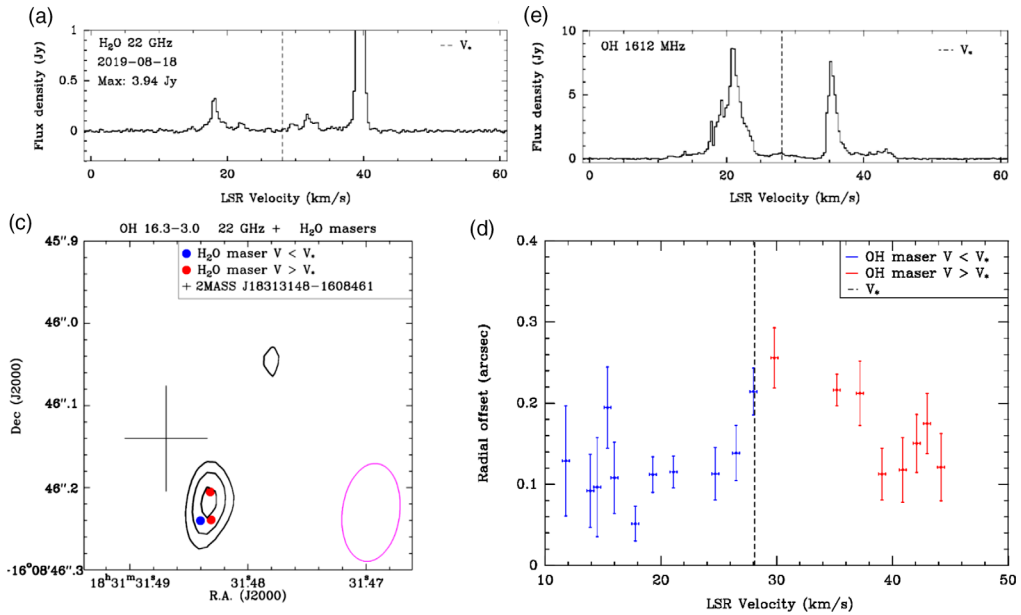 (a)
H₂O 22 GHz
2019-08-18
Max: 3.94 Jy
V*
1
0.5
0
Flux density (Jy)
0 20 40 60
LSR Velocity (km/s)
(e)
OH 1612 MHz
V*
10
5
0
Flux density (Jy)
0 20 40 60
LSR Velocity (km/s)
(c)
OH 16.3-3.0 22 GHz + H₂O masers
H₂O maser V < V*
H₂O maser V > V*
2MASS J18313148-1608461
45".9
46".0
46".1
46".2
-16°08'46".3
Dec (J2000)
18ʰ31ᵐ31ˢ.49 31ˢ.48 31ˢ.47
R.A. (J2000)
(d)
OH maser V < V*
OH maser V > V*
V*
0.4
0.3
0.2
0.1
0
Radial offset (arcsec)
10 20 30 40 50
LSR Velocity (km/s)